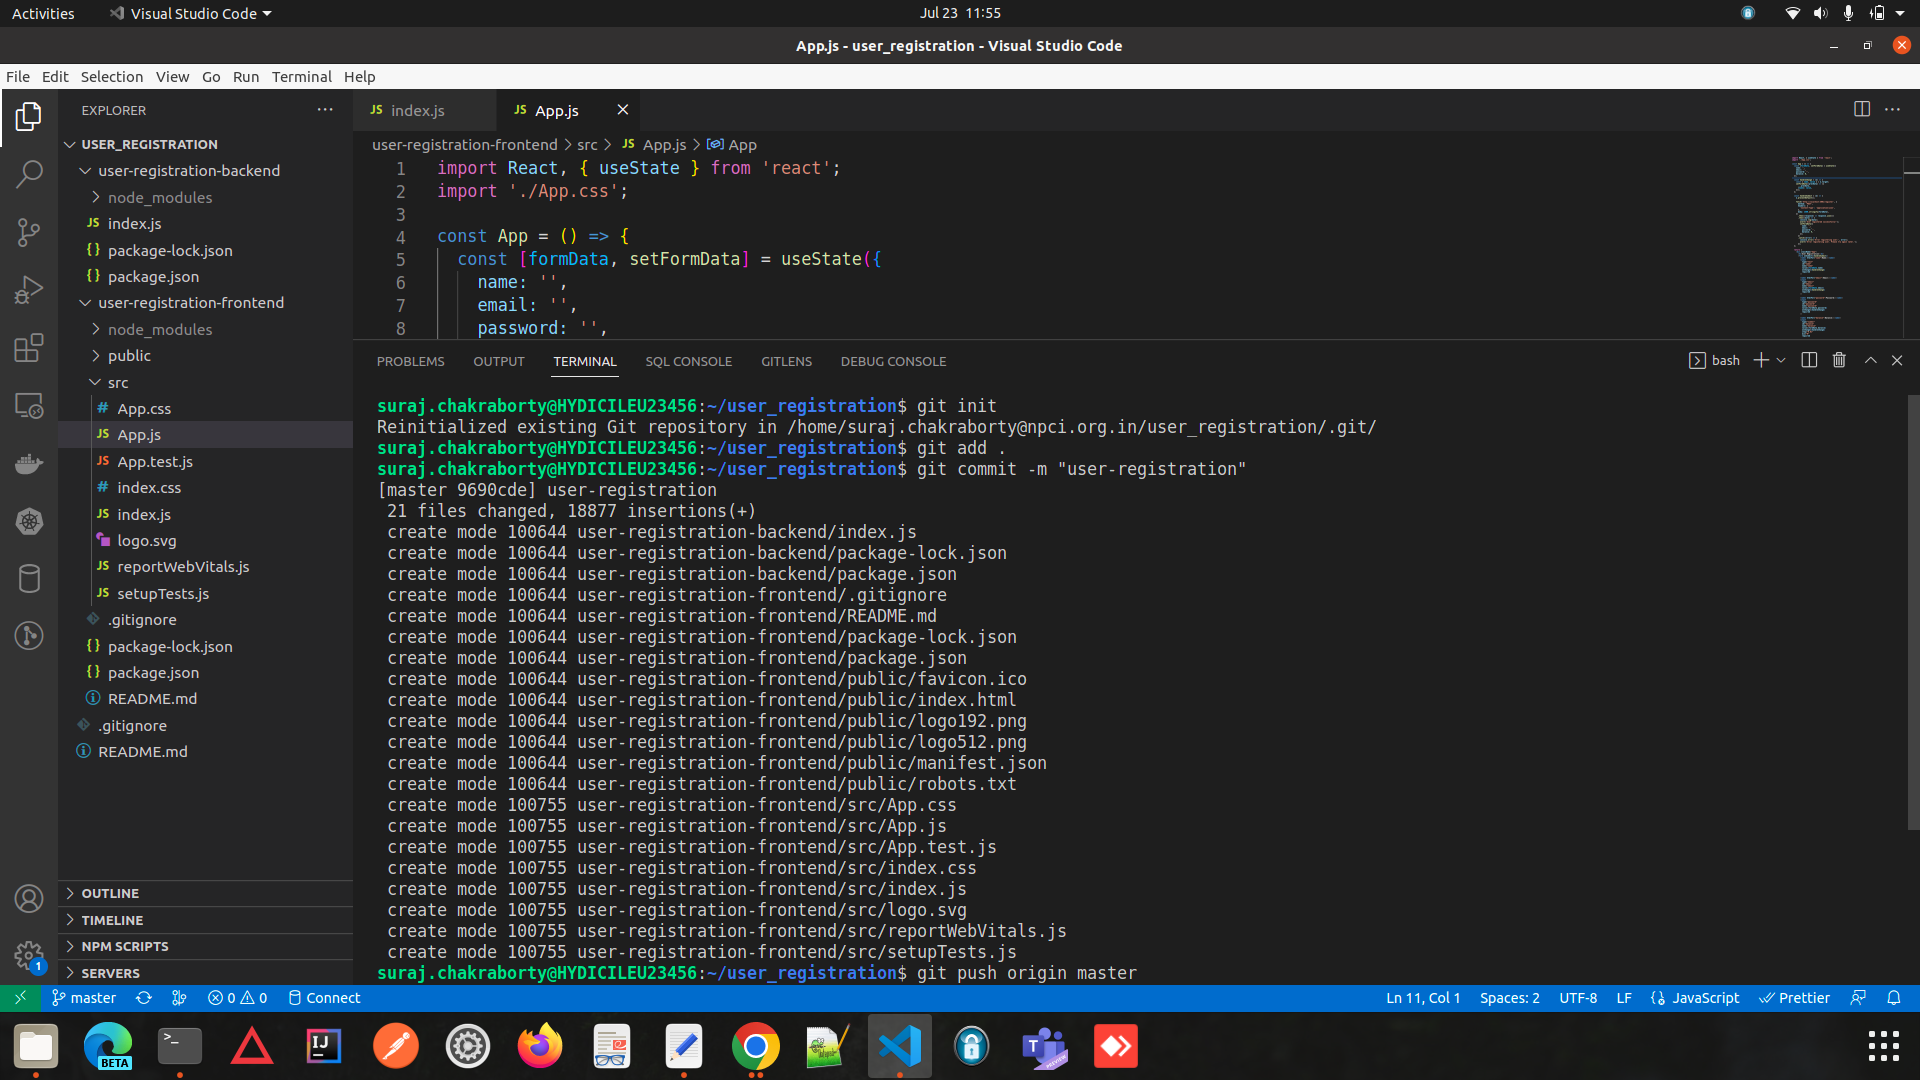 Activities
Visual Studio Code
Jul 23 11:55
App.js - user_registration - Visual Studio Code
File Edit Selection View Go Run Terminal Help
EXPLORER
USER_REGISTRATION
user-registration-backend
node_modules
JS index.js
{} package-lock.json
{} package.json
user-registration-frontend
node_modules
public
src
# App.css
JS App.js
JS App.test.js
# index.css
JS index.js
logo.svg
JS reportWebVitals.js
JS setupTests.js
.gitignore
{} package-lock.json
{} package.json
README.md
.gitignore
README.md
OUTLINE
TIMELINE
NPM SCRIPTS
SERVERS
JS index.js
JS App.js
user-registration-frontend > src > JS App.js > App
1 import React, { useState } from 'react';
2 import './App.css';
3
4 const App = () => {
5 const [formData, setFormData] = useState({
6 name: '',
7 email: '',
8 password: '',
PROBLEMS OUTPUT TERMINAL SQL CONSOLE GITLENS DEBUG CONSOLE
bash
suraj.chakraborty@HYDICILEU23456:~/user_registration$ git init
Reinitialized existing Git repository in /home/suraj.chakraborty@npci.org.in/user_registration/.git/
suraj.chakraborty@HYDICILEU23456:~/user_registration$ git add .
suraj.chakraborty@HYDICILEU23456:~/user_registration$ git commit -m "user-registration"
[master 9690cde] user-registration
21 files changed, 18877 insertions(+)
create mode 100644 user-registration-backend/index.js
create mode 100644 user-registration-backend/package-lock.json
create mode 100644 user-registration-backend/package.json
create mode 100644 user-registration-frontend/.gitignore
create mode 100644 user-registration-frontend/README.md
create mode 100644 user-registration-frontend/package-lock.json
create mode 100644 user-registration-frontend/package.json
create mode 100644 user-registration-frontend/public/favicon.ico
create mode 100644 user-registration-frontend/public/index.html
create mode 100644 user-registration-frontend/public/logo192.png
create mode 100644 user-registration-frontend/public/logo512.png
create mode 100644 user-registration-frontend/public/manifest.json
create mode 100644 user-registration-frontend/public/robots.txt
create mode 100755 user-registration-frontend/src/App.css
create mode 100755 user-registration-frontend/src/App.js
create mode 100755 user-registration-frontend/src/App.test.js
create mode 100755 user-registration-frontend/src/index.css
create mode 100755 user-registration-frontend/src/index.js
create mode 100755 user-registration-frontend/src/logo.svg
create mode 100755 user-registration-frontend/src/reportWebVitals.js
create mode 100755 user-registration-frontend/src/setupTests.js
suraj.chakraborty@HYDICILEU23456:~/user_registration$ git push origin master
1
master
0 0
Connect
Ln 11, Col 1
Spaces: 2
UTF-8
LF
{} JavaScript
Prettier
BETA
>_
IJ
T
PREVIEW